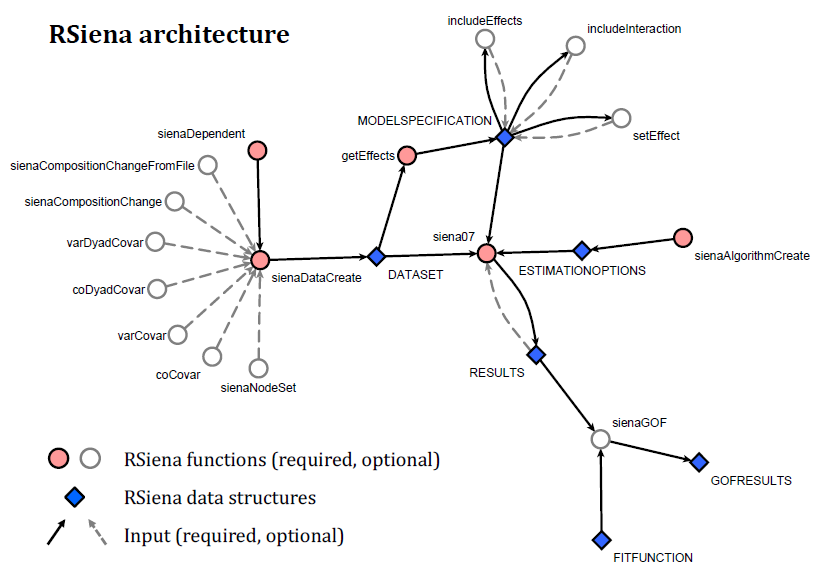 RSiena architecture
includeEffects
includeInteraction
MODELSPECIFICATION
setEffect
sienaDependent
getEffects
sienaCompositionChangeFromFile
sienaCompositionChange
varDyadCovar
siena07
sienaDataCreate
DATASET
ESTIMATIONOPTIONS
sienaAlgorithmCreate
coDyadCovar
varCovar
coCovar
sienaNodeSet
RESULTS
sienaGOF
GOFRESULTS
FITFUNCTION
RSiena functions (required, optional)
RSiena data structures
Input (required, optional)